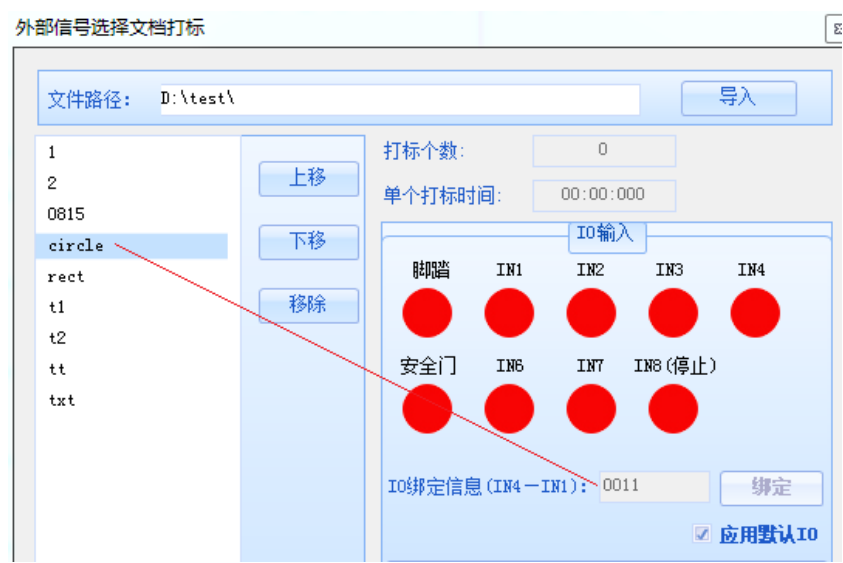 外部信号选择文档打标
文件路径: D:\test\ 导入
1
2
0815
circle
rect
t1
t2
tt
txt
上移
下移
移除
打标个数: 0
单个打标时间: 00:00:000
IO输入
脚踏 IN1 IN2 IN3 IN4
安全门 IN6 IN7 IN8(停止)
IO绑定信息(IN4-IN1): 0011 绑定
应用默认IO